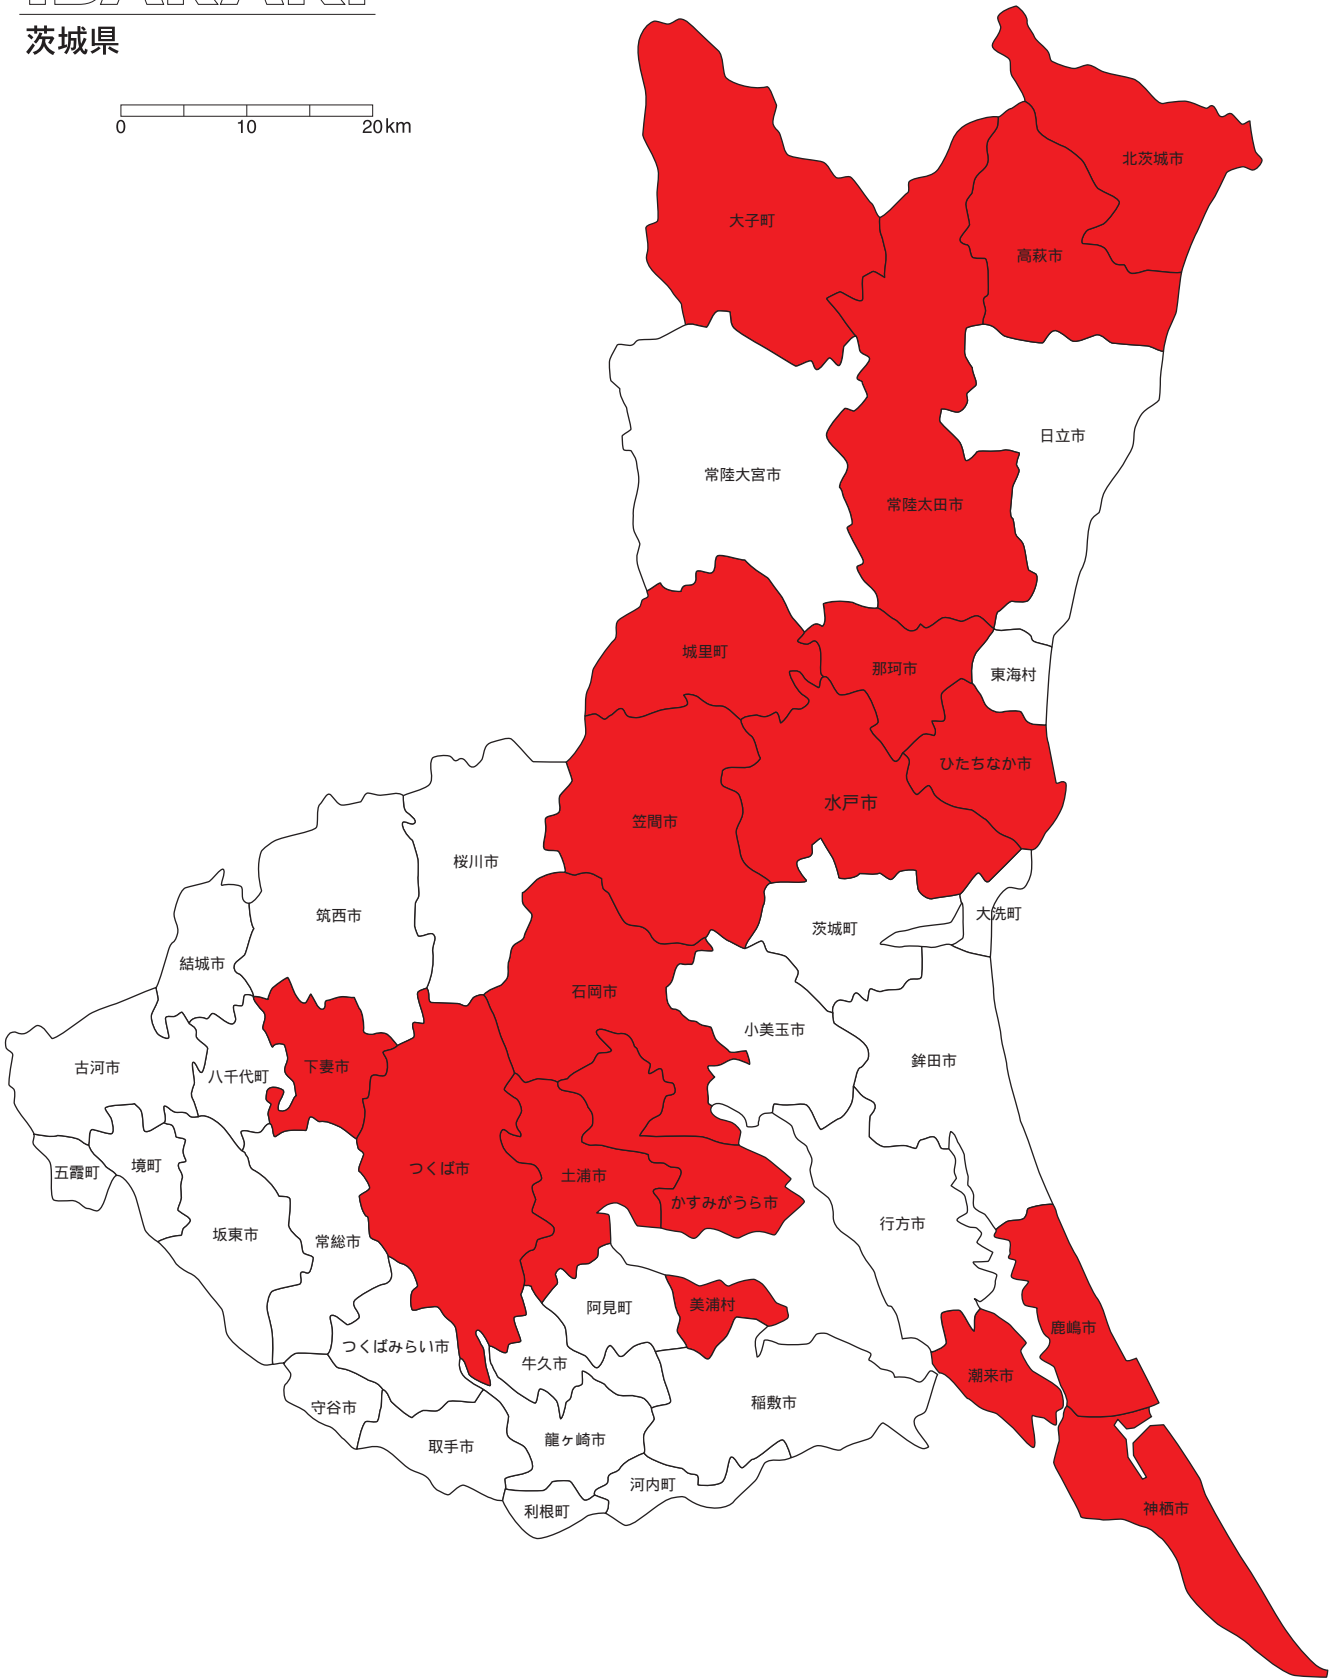 IBARAKI
茨城県
0 10 20km
北茨城市
大子町
高萩市
日立市
常陸大宮市
常陸太田市
城里町
那珂市
東海村
ひたちなか市
水戸市
笠間市
桜川市
筑西市
大洗町
茨城町
結城市
石岡市
小美玉市
鉾田市
古河市
八千代町
下妻市
五霞町
境町
つくば市
土浦市
かすみがうら市
行方市
坂東市
常総市
阿見町
美浦村
鹿嶋市
つくばみらい市
牛久市
潮来市
守谷市
稲敷市
取手市
龍ヶ崎市
河内町
利根町
神栖市